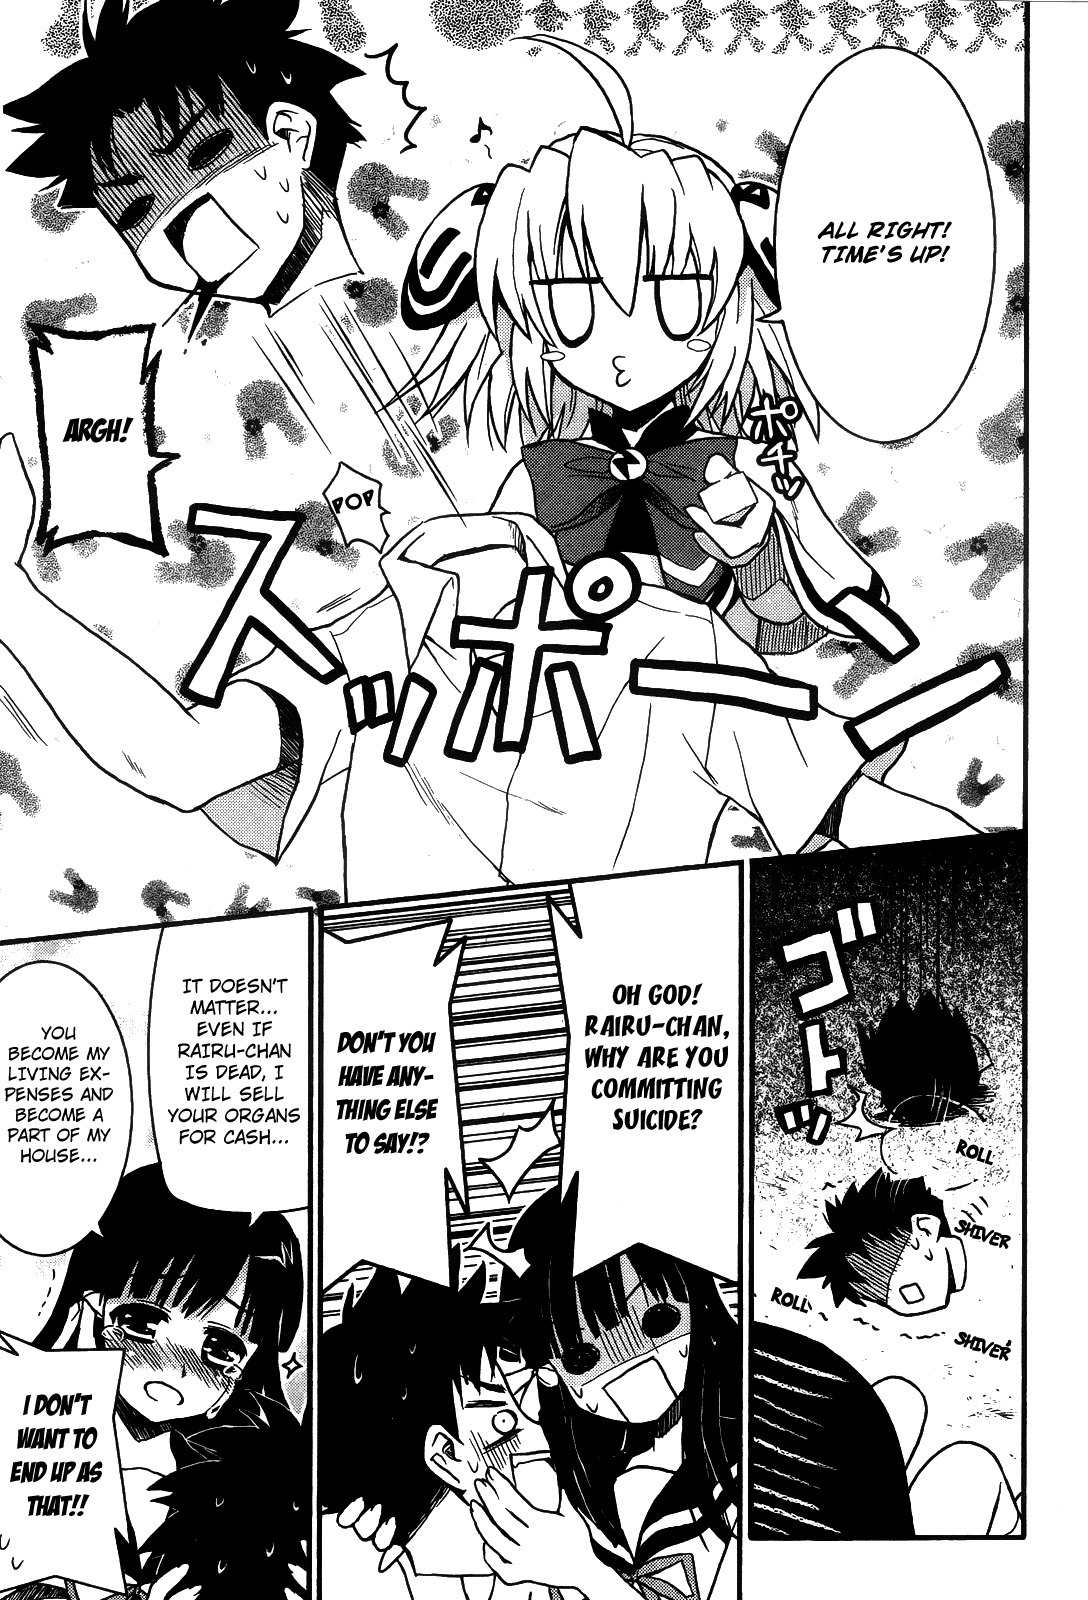 ALL RIGHT!
TIME'S UP!
ポチッ
ARGH!
POP
スッポーン
OH GOD!
RAIRU-CHAN,
WHY ARE YOU
COMMITTING
SUICIDE?
DON'T YOU
HAVE ANY-
THING ELSE
TO SAY!?
ゴトッ
ROLL
SHIVER
ROLL
SHIVER
IT DOESN'T
MATTER...
EVEN IF
RAIRU-CHAN
IS DEAD, I
WILL SELL
YOUR ORGANS
FOR CASH...
YOU
BECOME MY
LIVING EX-
PENSES AND
BECOME A
PART OF MY
HOUSE...
I DON'T
WANT TO
END UP AS
THAT!!